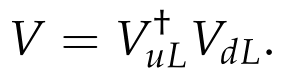 $V = V_{uL}^{\dagger} V_{dL}.$